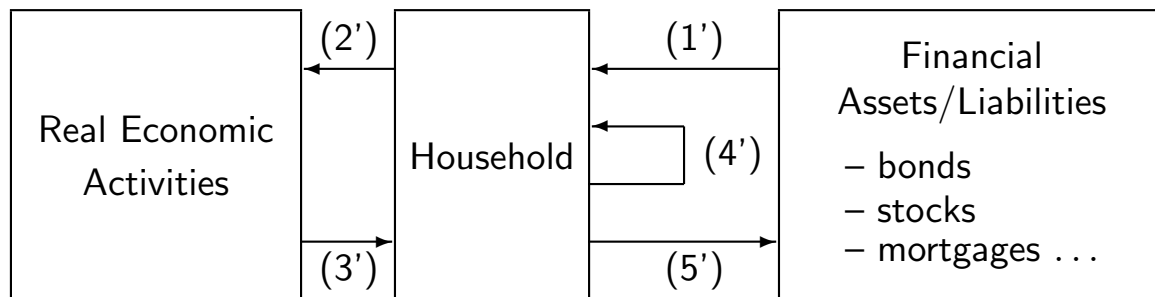 (2’)
(1’)
Financial
Assets/Liabilities
Real Economic
Activities
Household
(4’)
– bonds
– stocks
– mortgages . . .
(3’)
(5’)